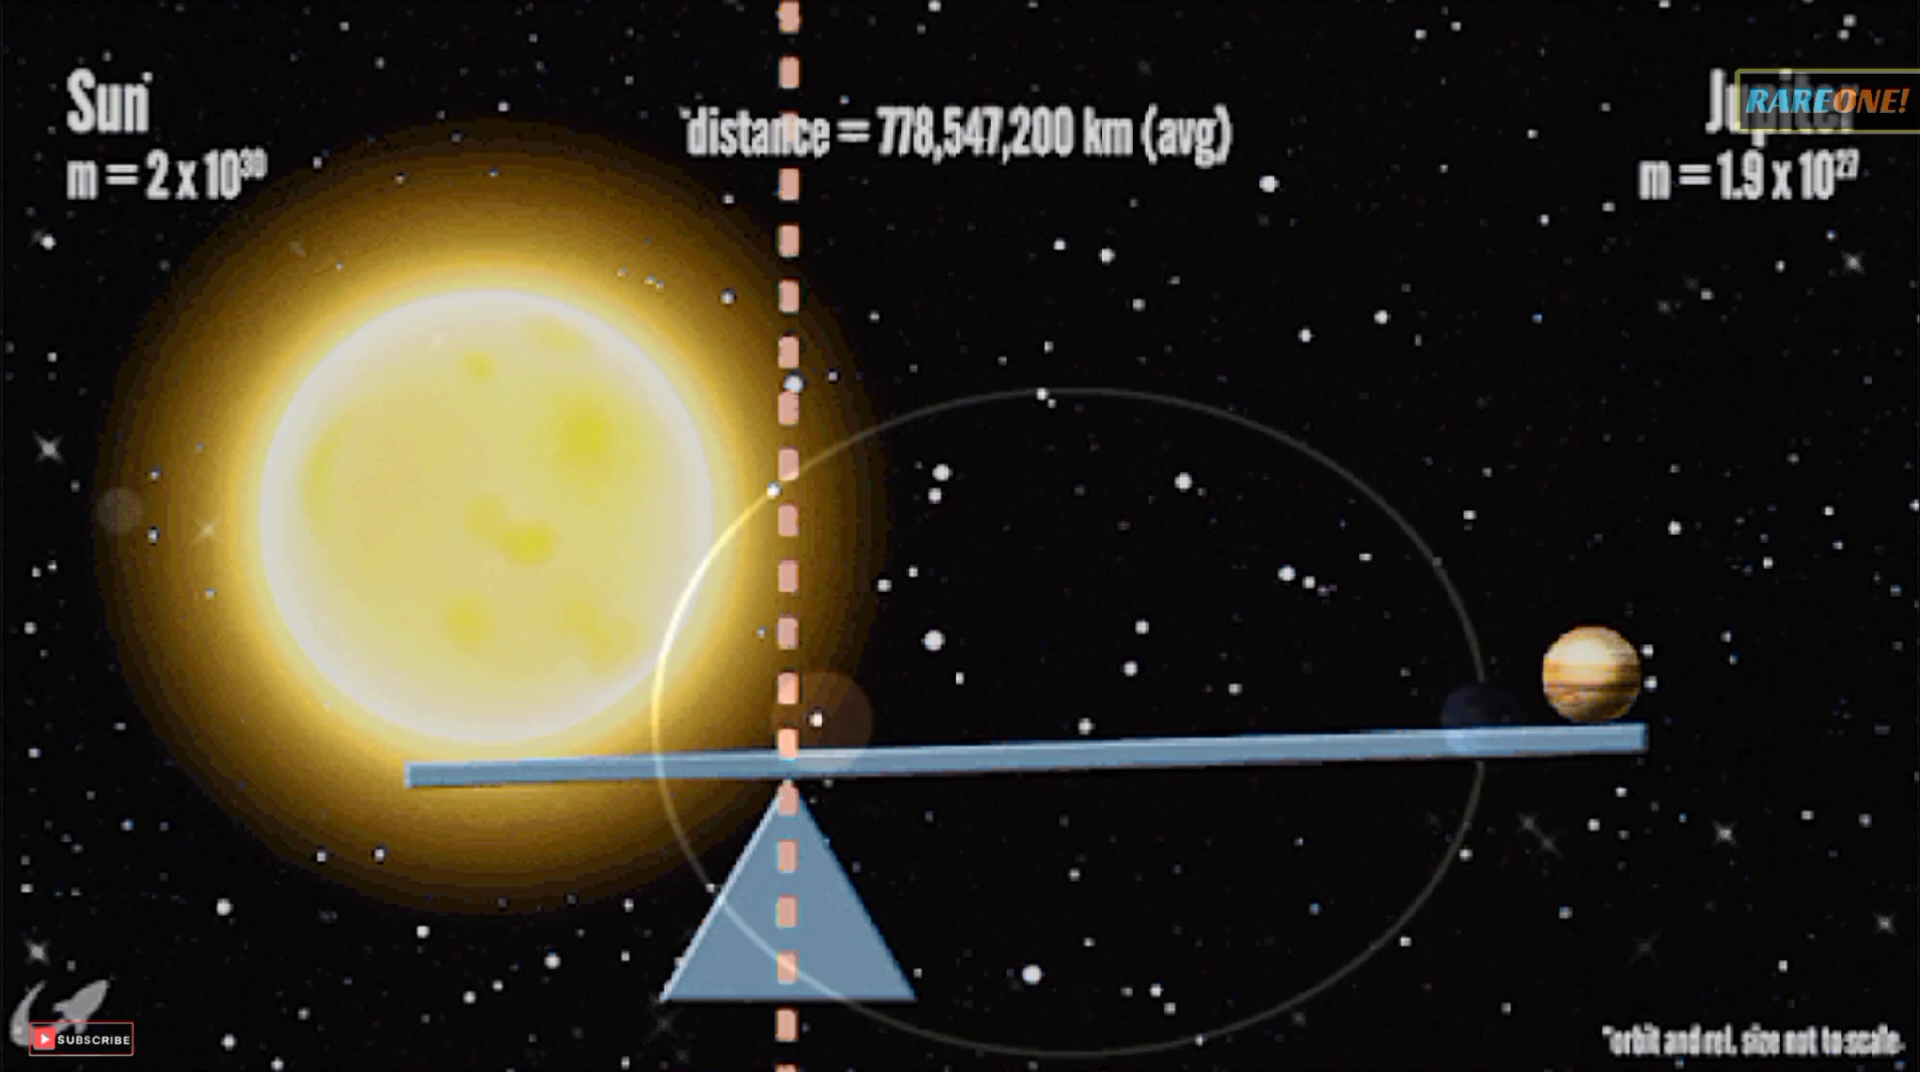 Sun
m = 2 x 10³⁰
*distance = 778,547,200 km (avg)
RAREONE!
Jupiter
m = 1.9 x 10²⁷
SUBSCRIBE
*orbit and rel. size not to scale